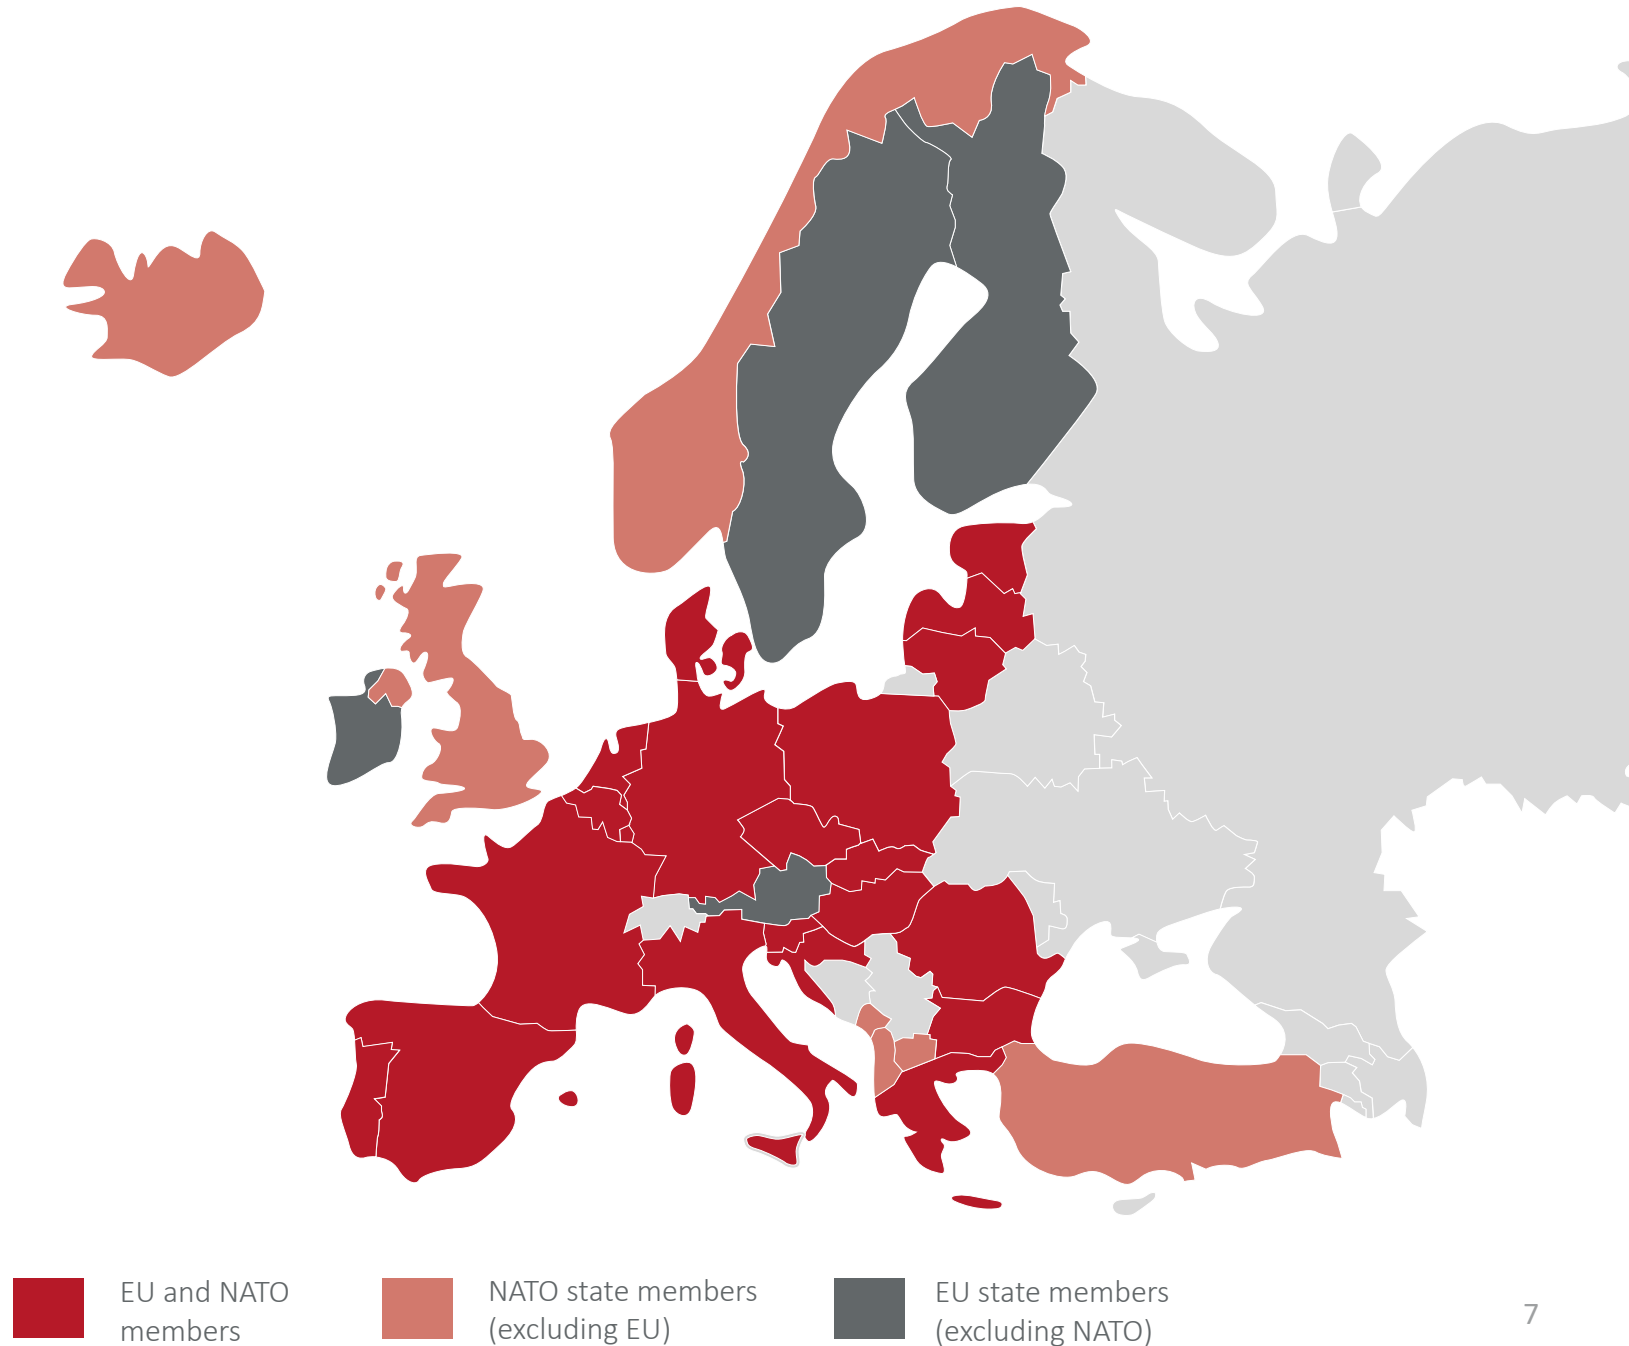 EU and NATO
members
NATO state members
(excluding EU)
EU state members
(excluding NATO)
7